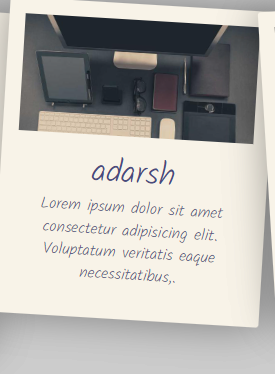 adarsh
Lorem ipsum dolor sit amet
consectetur adipisicing elit.
Voluptatum veritatis eaque
necessitatibus,.